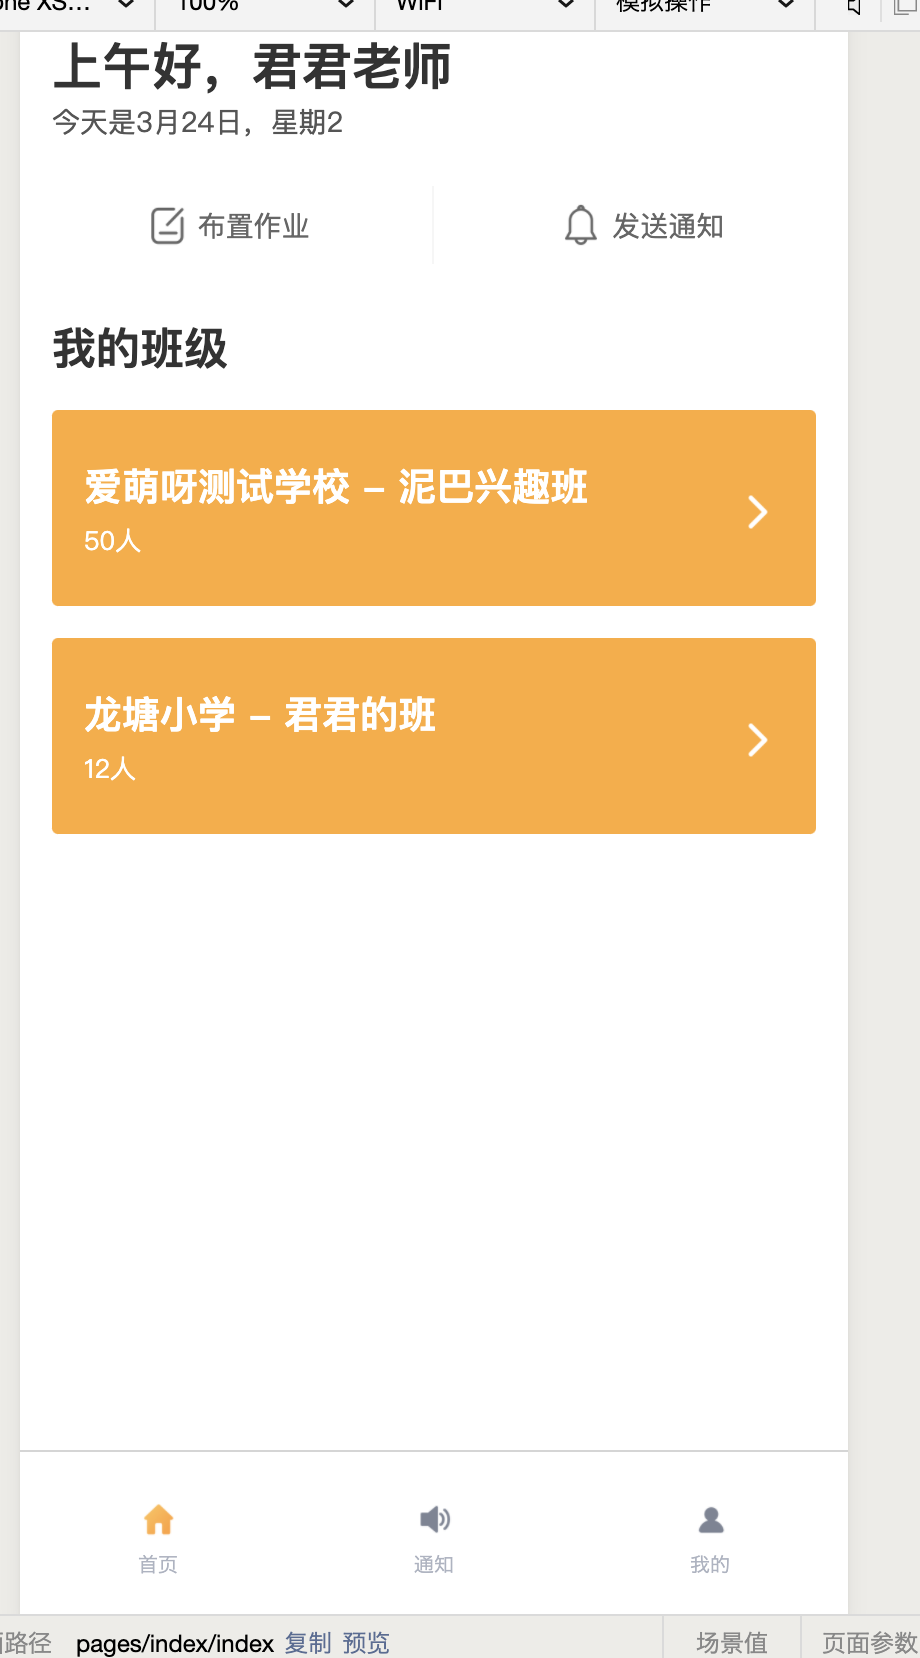 100%
WiFi
模拟操作
上午好，君君老师
今天是3月24日，星期2
布置作业
发送通知
我的班级
爱萌呀测试学校 – 泥巴兴趣班
50人
龙塘小学 – 君君的班
12人
首页
通知
我的
路径 pages/index/index 复制 预览
场景值
页面参数